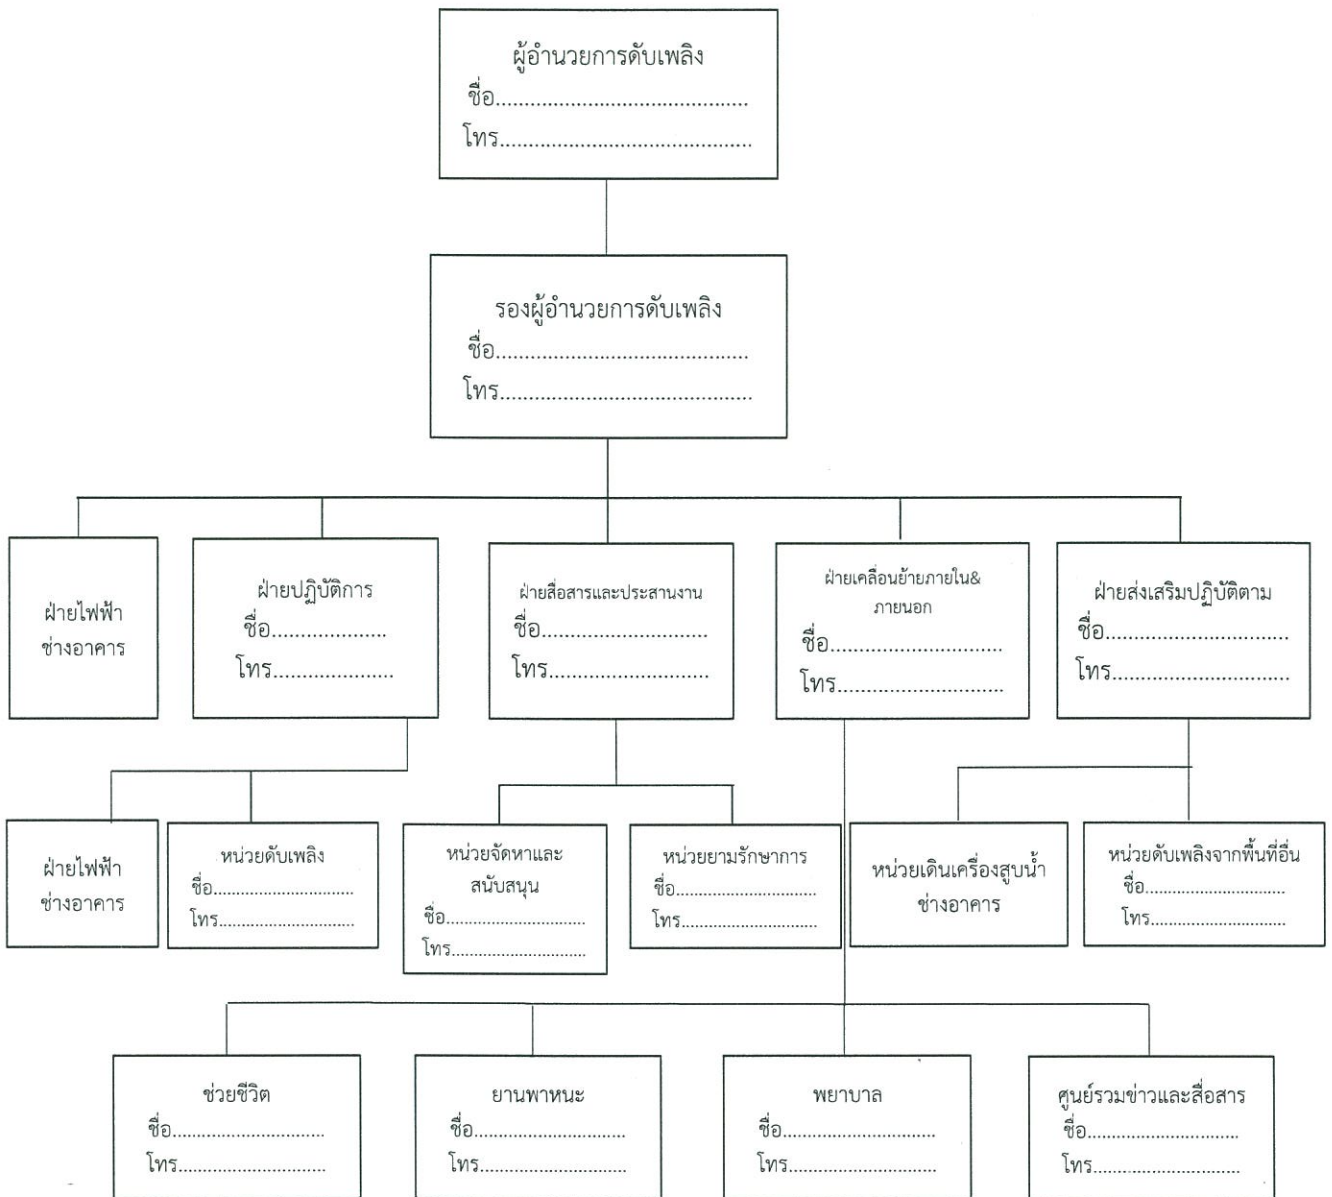 ผู้อำนวยการดับเพลิง
ชื่อ............................................
โทร............................................
รองผู้อำนวยการดับเพลิง
ชื่อ............................................
โทร............................................
ฝ่ายไฟฟ้า
ช่างอาคาร
ฝ่ายปฏิบัติการ
ชื่อ....................
โทร.....................
ฝ่ายสื่อสารและประสานงาน
ชื่อ.............................
โทร..................................
ฝ่ายเคลื่อนย้ายภายใน&
ภายนอก
ชื่อ..............................
โทร.............................
ฝ่ายส่งเสริมปฏิบัติตาม
ชื่อ................................
โทร...............................
ฝ่ายไฟฟ้า
ช่างอาคาร
หน่วยดับเพลิง
ชื่อ................................
โทร...............................
หน่วยจัดหาและ
สนับสนุน
ชื่อ................................
โทร...............................
หน่วยยามรักษาการ
ชื่อ................................
โทร...............................
หน่วยเดินเครื่องสูบน้ำ
ช่างอาคาร
หน่วยดับเพลิงจากพื้นที่อื่น
ชื่อ................................
โทร...............................
ช่วยชีวิต
ชื่อ...................................
โทร..................................
ยานพาหนะ
ชื่อ...................................
โทร..................................
พยาบาล
ชื่อ...................................
โทร..................................
ศูนย์รวมข่าวและสื่อสาร
ชื่อ...................................
โทร..................................